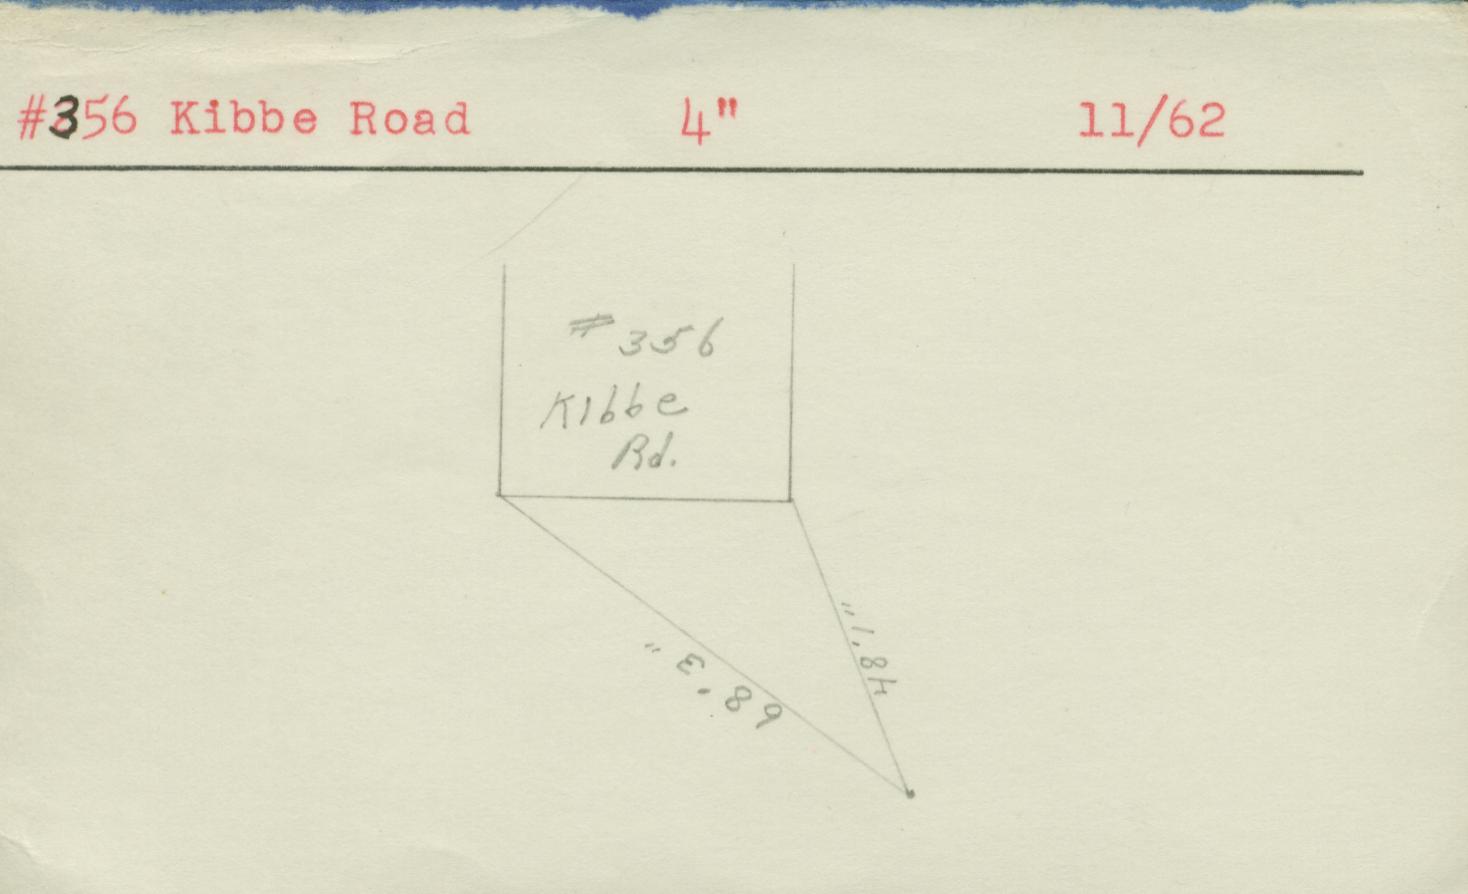 #356 Kibbe Road 4" 11/62
# 356
Kibbe
Rd.
48'1"
68'3"